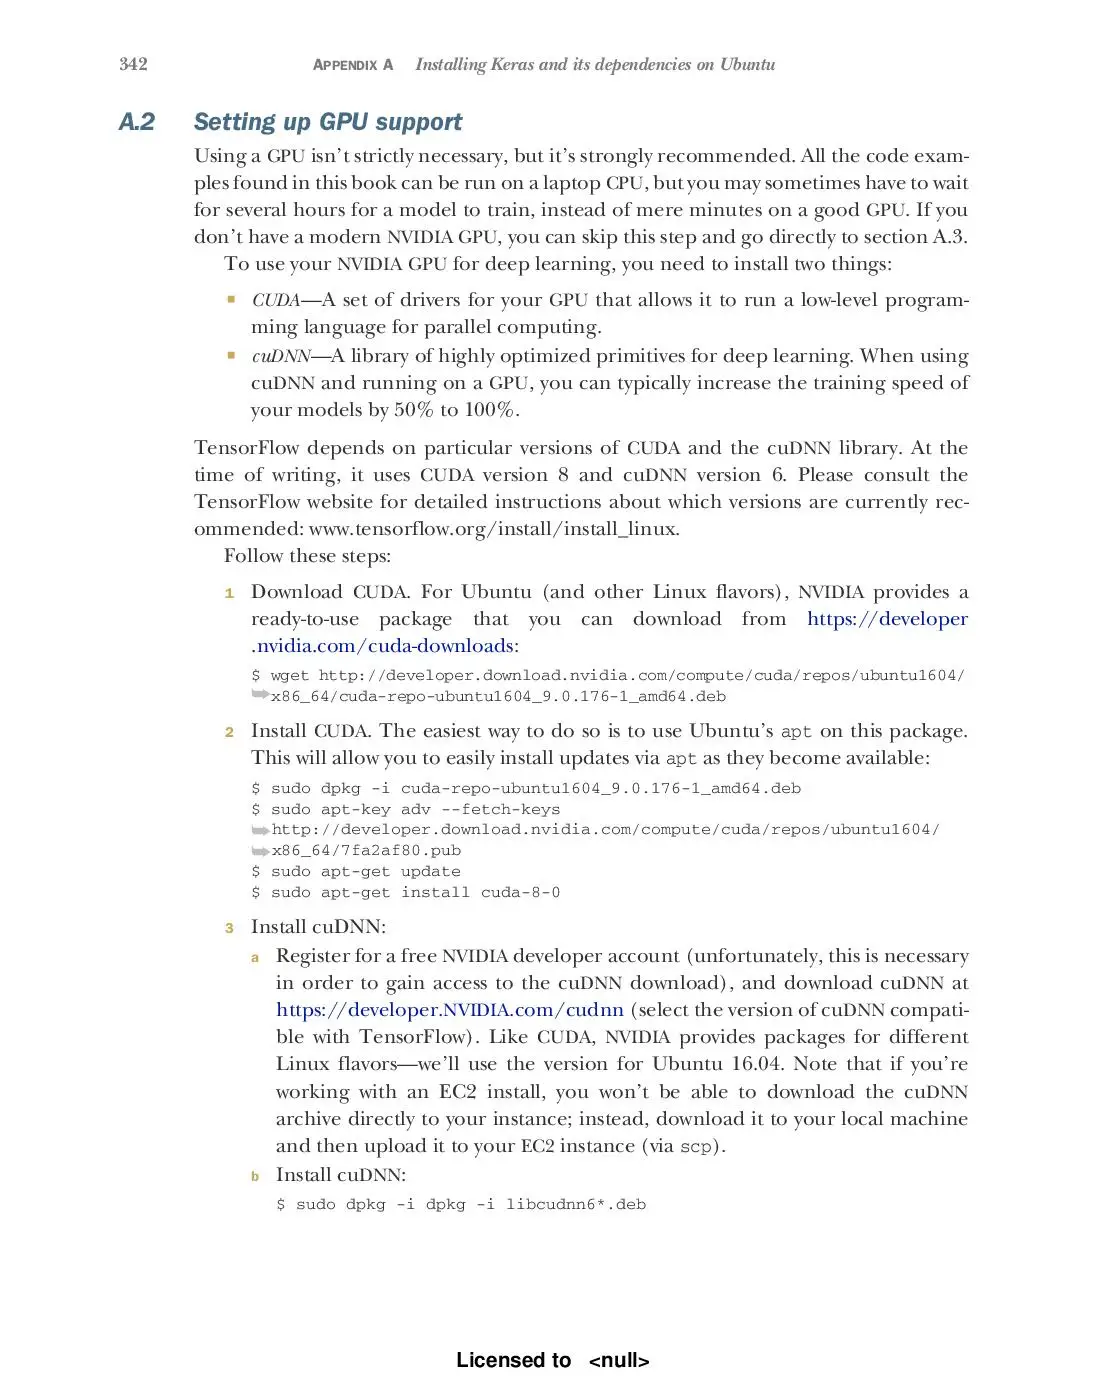 342 APPENDIX A Installing Keras and its dependencies on Ubuntu
A.2 Setting up GPU support
Using a GPU isn't strictly necessary, but it's strongly recommended. All the code exam-
ples found in this book can be run on a laptop CPU, but you may sometimes have to wait
for several hours for a model to train, instead of mere minutes on a good GPU. If you
don't have a modern NVIDIA GPU, you can skip this step and go directly to section A.3.
To use your NVIDIA GPU for deep learning, you need to install two things:
■ CUDA—A set of drivers for your GPU that allows it to run a low-level program-
ming language for parallel computing.
■ cuDNN—A library of highly optimized primitives for deep learning. When using
cuDNN and running on a GPU, you can typically increase the training speed of
your models by 50% to 100%.
TensorFlow depends on particular versions of CUDA and the cuDNN library. At the
time of writing, it uses CUDA version 8 and cuDNN version 6. Please consult the
TensorFlow website for detailed instructions about which versions are currently rec-
ommended: www.tensorflow.org/install/install_linux.
Follow these steps:
1 Download CUDA. For Ubuntu (and other Linux flavors), NVIDIA provides a
ready-to-use package that you can download from https://developer
.nvidia.com/cuda-downloads:
$ wget http://developer.download.nvidia.com/compute/cuda/repos/ubuntu1604/
➥x86_64/cuda-repo-ubuntu1604_9.0.176-1_amd64.deb
2 Install CUDA. The easiest way to do so is to use Ubuntu's apt on this package.
This will allow you to easily install updates via apt as they become available:
$ sudo dpkg -i cuda-repo-ubuntu1604_9.0.176-1_amd64.deb
$ sudo apt-key adv --fetch-keys
➥http://developer.download.nvidia.com/compute/cuda/repos/ubuntu1604/
➥x86_64/7fa2af80.pub
$ sudo apt-get update
$ sudo apt-get install cuda-8-0
3 Install cuDNN:
a Register for a free NVIDIA developer account (unfortunately, this is necessary
in order to gain access to the cuDNN download), and download cuDNN at
https://developer.NVIDIA.com/cudnn (select the version of cuDNN compati-
ble with TensorFlow). Like CUDA, NVIDIA provides packages for different
Linux flavors—we'll use the version for Ubuntu 16.04. Note that if you're
working with an EC2 install, you won't be able to download the cuDNN
archive directly to your instance; instead, download it to your local machine
and then upload it to your EC2 instance (via scp).
b Install cuDNN:
$ sudo dpkg -i dpkg -i libcudnn6*.deb
Licensed to <null>